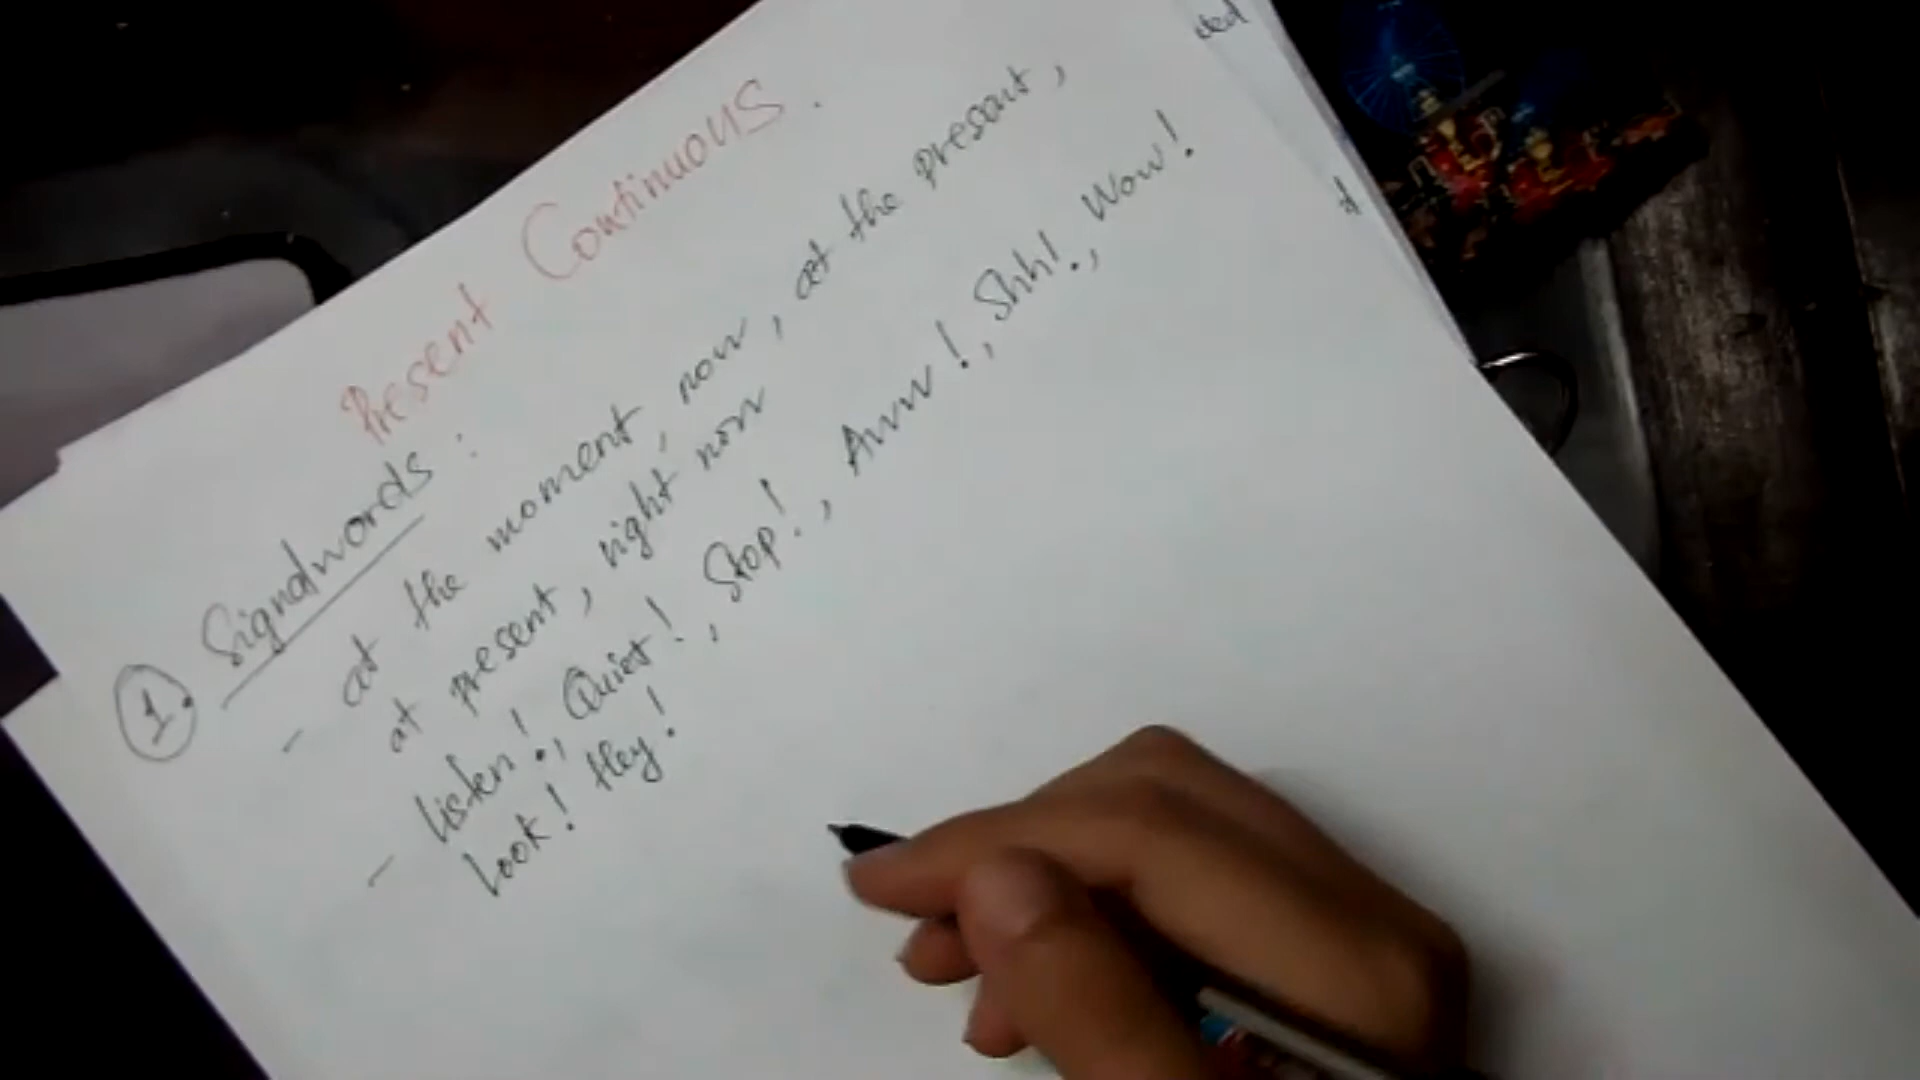 Present Continuous.
1. Signalwords:
- at the moment, now, at the present,
at present, right now
- Listen!, Quiet!, Stop!, Aww!, Shh!, Wow!
Look! Hey!